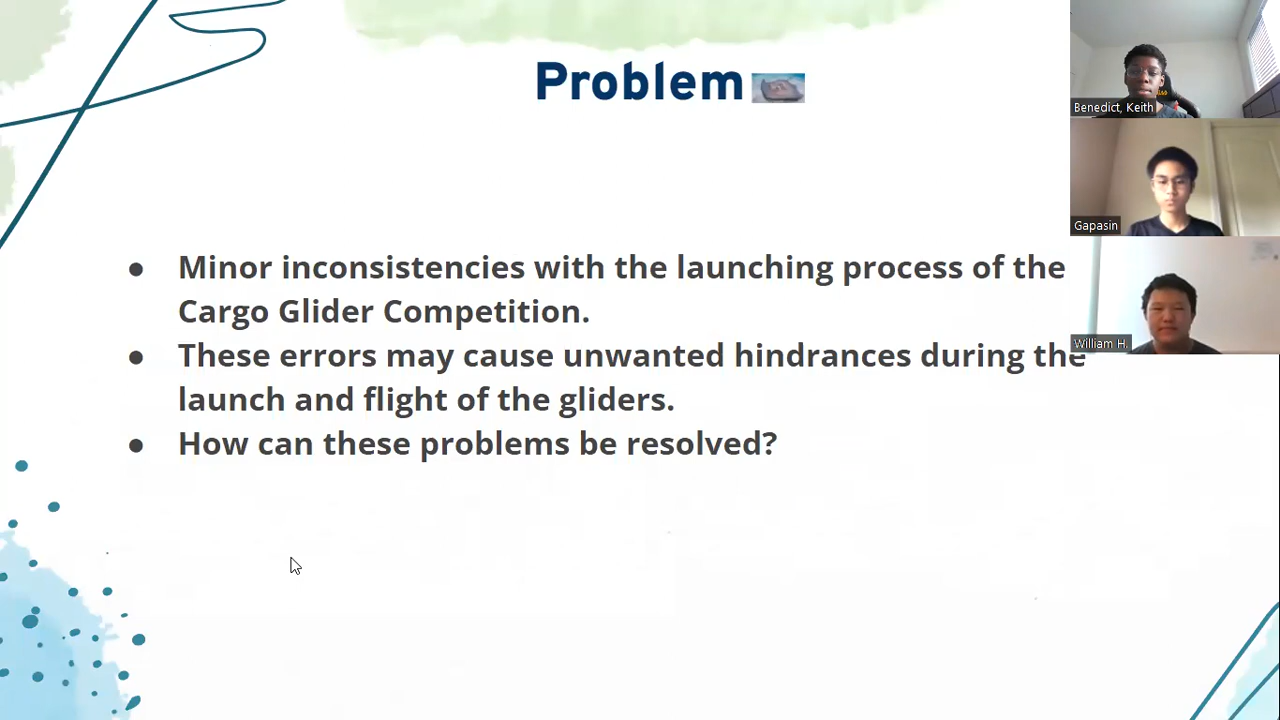 Problem
Benedict, Keith
Gapasin
William H.
● Minor inconsistencies with the launching process of the
Cargo Glider Competition.
● These errors may cause unwanted hindrances during the
launch and flight of the gliders.
● How can these problems be resolved?